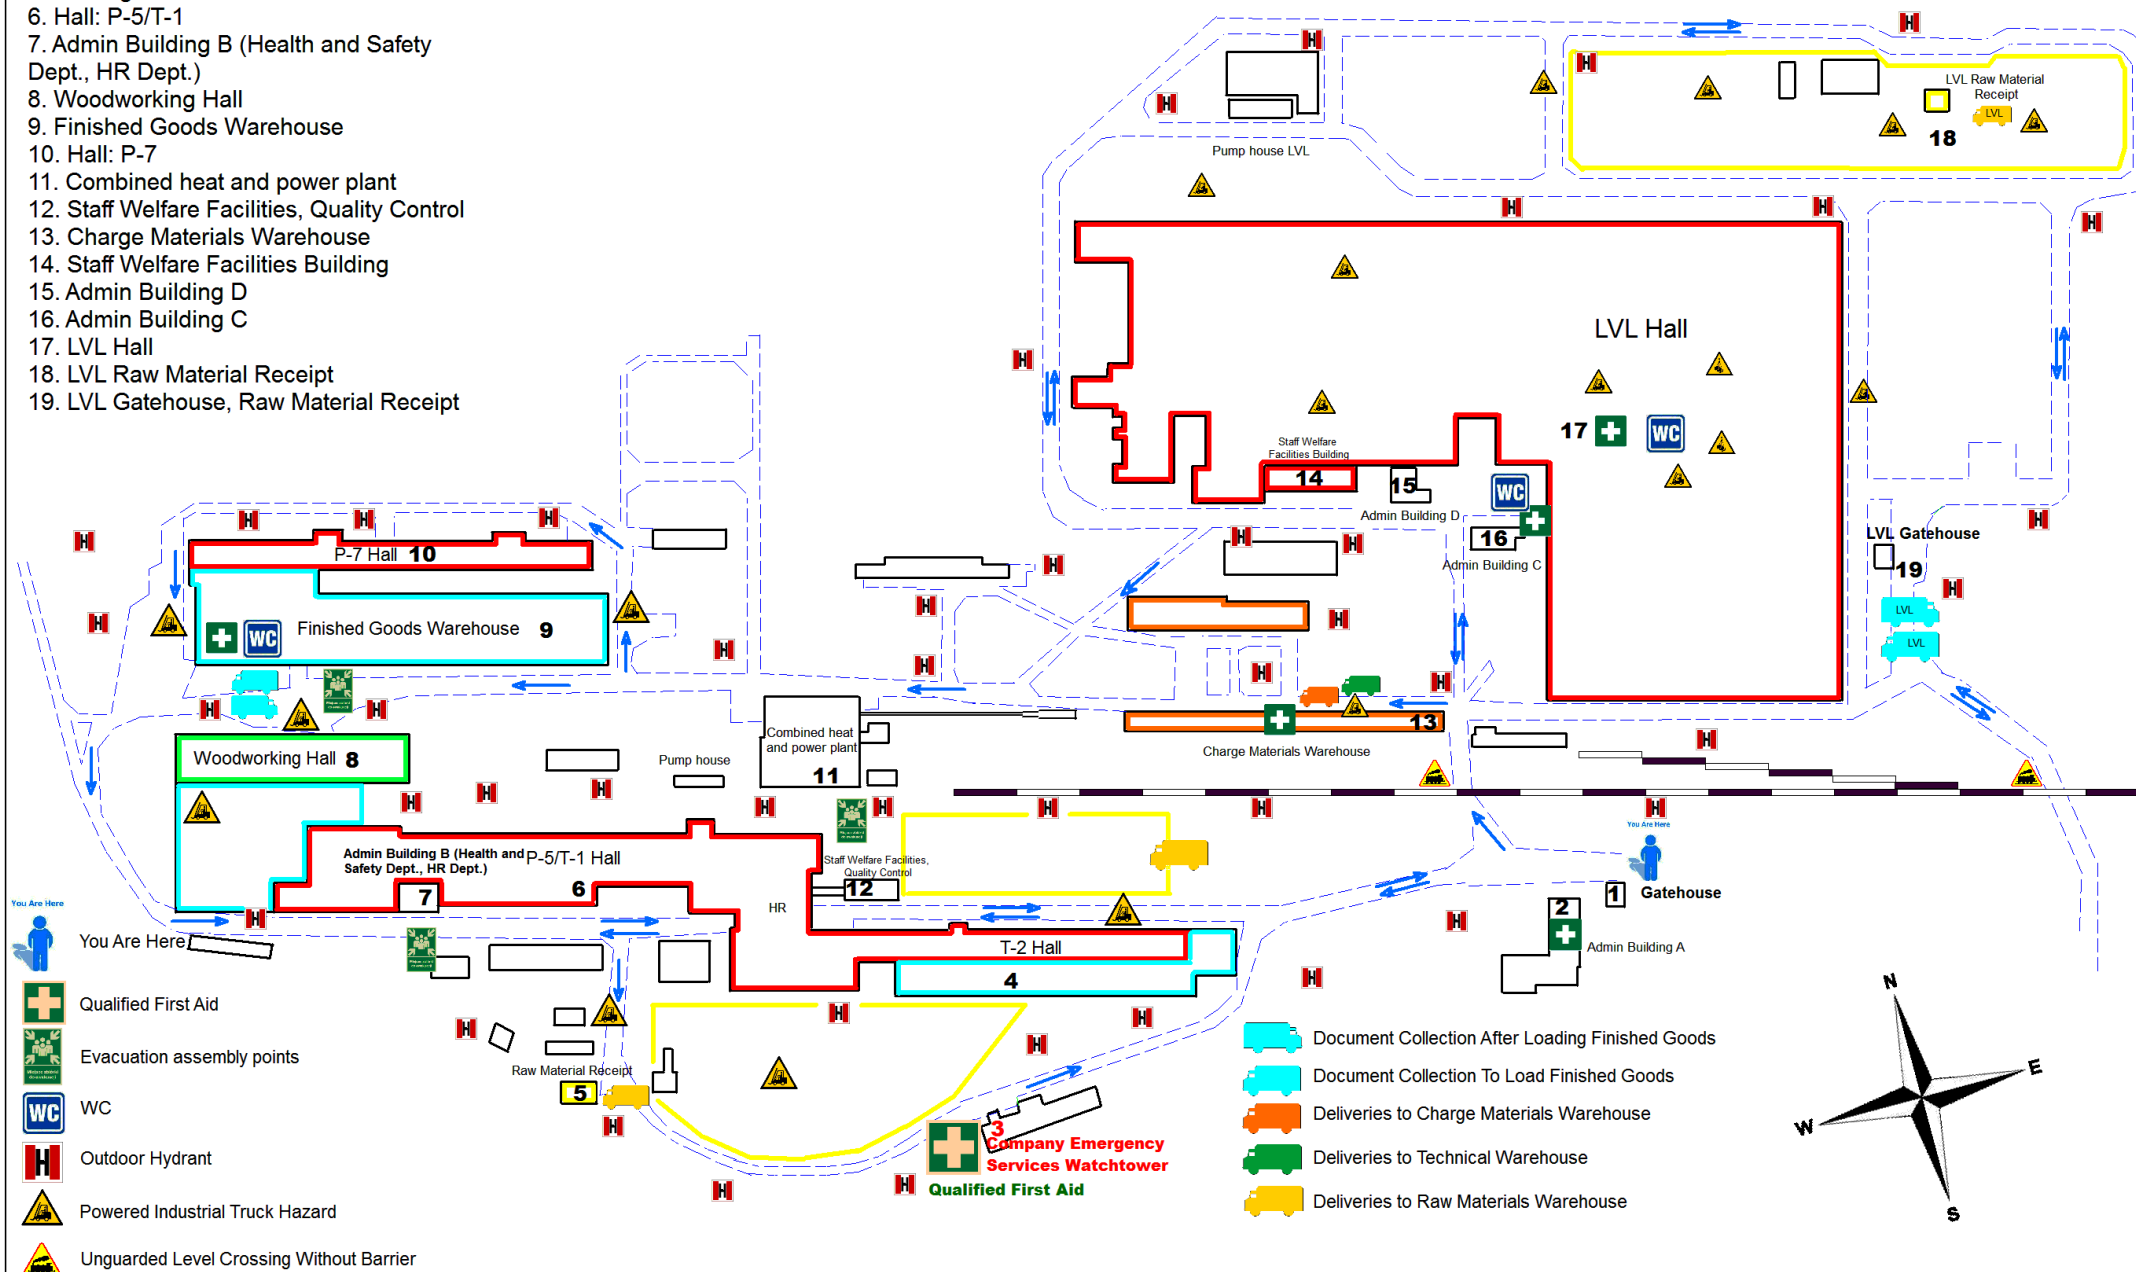 6. Hall: P-5/T-1
7. Admin Building B (Health and Safety
Dept., HR Dept.)
8. Woodworking Hall
9. Finished Goods Warehouse
10. Hall: P-7
11. Combined heat and power plant
12. Staff Welfare Facilities, Quality Control
13. Charge Materials Warehouse
14. Staff Welfare Facilities Building
15. Admin Building D
16. Admin Building C
17. LVL Hall
18. LVL Raw Material Receipt
19. LVL Gatehouse, Raw Material Receipt
LVL Raw Material
Receipt
LVL
18
Pump house LVL
LVL Hall
17
WC
Staff Welfare
Facilities Building
14
15
WC
Admin Building D
16
Admin Building C
LVL Gatehouse
19
LVL
LVL
P-7 Hall 10
WC
Finished Goods Warehouse 9
13
Charge Materials Warehouse
Combined heat
and power plant
11
Pump house
Woodworking Hall 8
You Are Here
Admin Building B (Health and
Safety Dept., HR Dept.)
P-5/T-1 Hall
6
7
Staff Welfare Facilities,
Quality Control
12
HR
Gatehouse
1
2
Admin Building A
T-2 Hall
4
Raw Material Receipt
5
3
Company Emergency
Services Watchtower
Qualified First Aid
You Are Here
You Are Here
Qualified First Aid
Evacuation assembly points
WC
WC
H
Outdoor Hydrant
Powered Industrial Truck Hazard
Unguarded Level Crossing Without Barrier
Document Collection After Loading Finished Goods
Document Collection To Load Finished Goods
Deliveries to Charge Materials Warehouse
Deliveries to Technical Warehouse
Deliveries to Raw Materials Warehouse
N
E
W
S